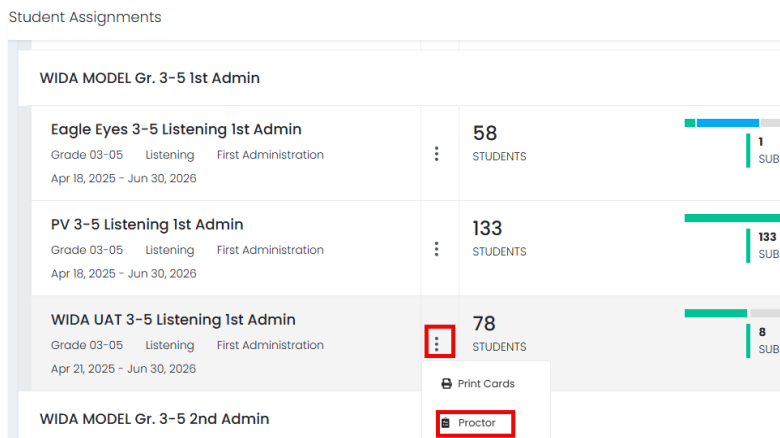 Student Assignments
WIDA MODEL Gr. 3-5 1st Admin
Eagle Eyes 3-5 Listening 1st Admin
Grade 03-05 Listening First Administration
Apr 18, 2025 - Jun 30, 2026
58
STUDENTS
1
SUB
PV 3-5 Listening 1st Admin
Grade 03-05 Listening First Administration
Apr 18, 2025 - Jun 30, 2026
133
STUDENTS
133
SUB
WIDA UAT 3-5 Listening 1st Admin
Grade 03-05 Listening First Administration
Apr 21, 2025 - Jun 30, 2026
78
STUDENTS
8
SUB
Print Cards
Proctor
WIDA MODEL Gr. 3-5 2nd Admin